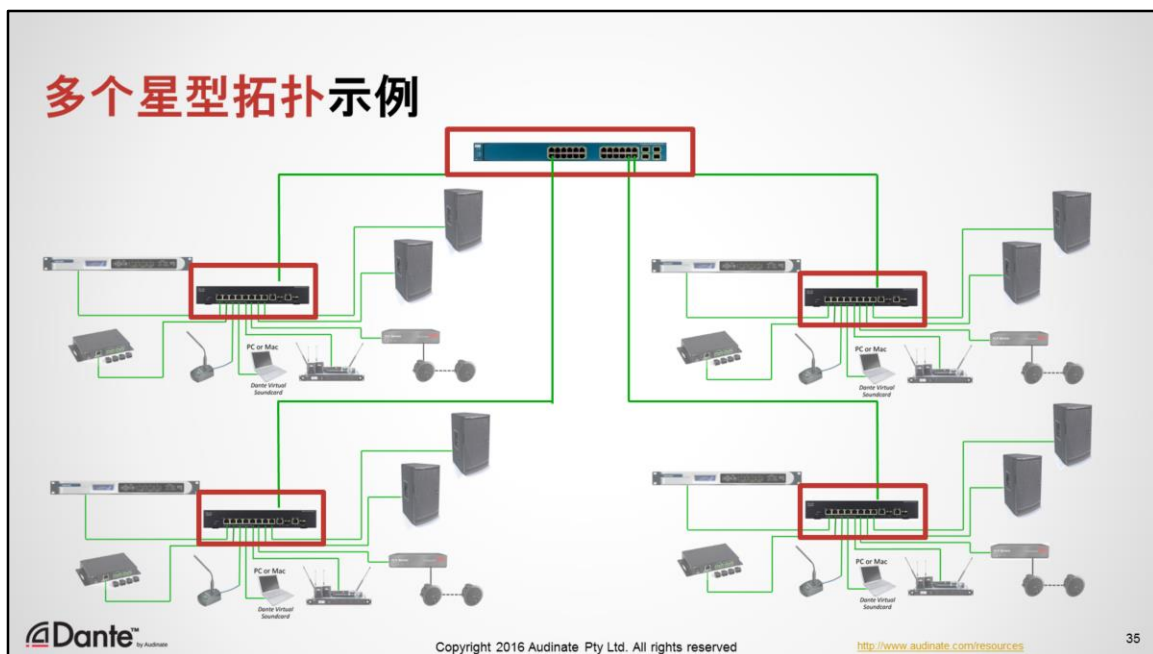 多个星型拓扑示例
PC or Mac
Dante Virtual
Soundcard
PC or Mac
Dante Virtual
Soundcard
PC or Mac
Dante Virtual
Soundcard
PC or Mac
Dante Virtual
Soundcard
Dante™
by Audinate
Copyright 2016 Audinate Pty Ltd. All rights reserved
http://www.audinate.com/resources
35